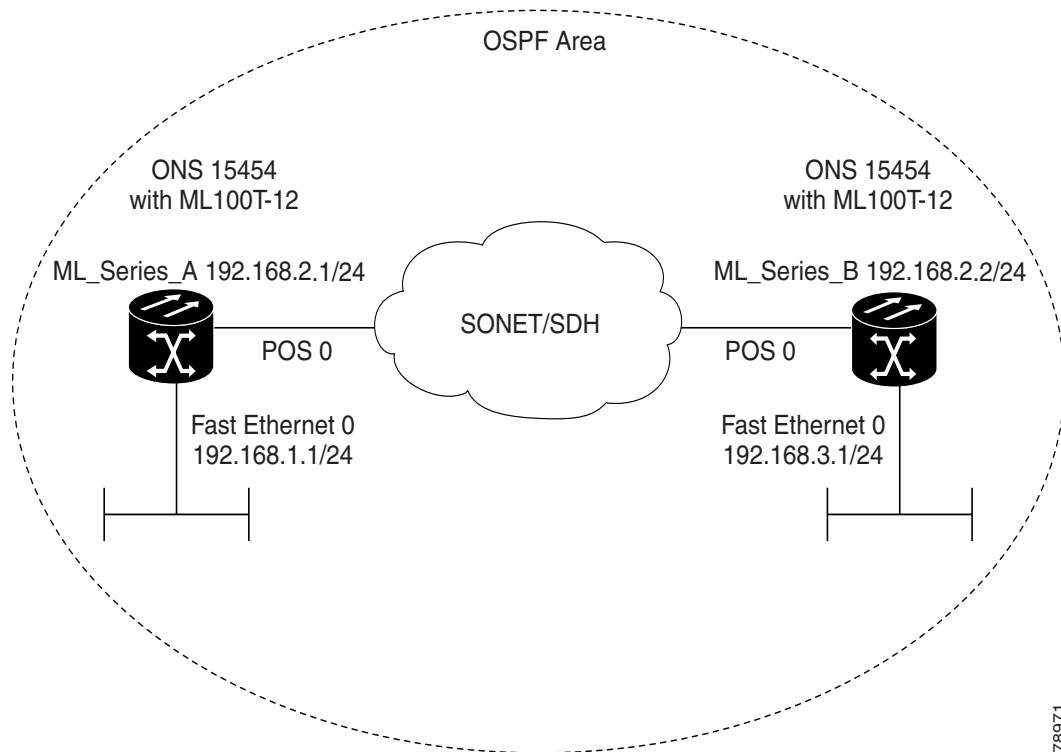 OSPF Area
ONS 15454
with ML100T-12
ONS 15454
with ML100T-12
ML_Series_A 192.168.2.1/24
ML_Series_B 192.168.2.2/24
SONET/SDH
POS 0
POS 0
Fast Ethernet 0
192.168.1.1/24
Fast Ethernet 0
192.168.3.1/24
78971